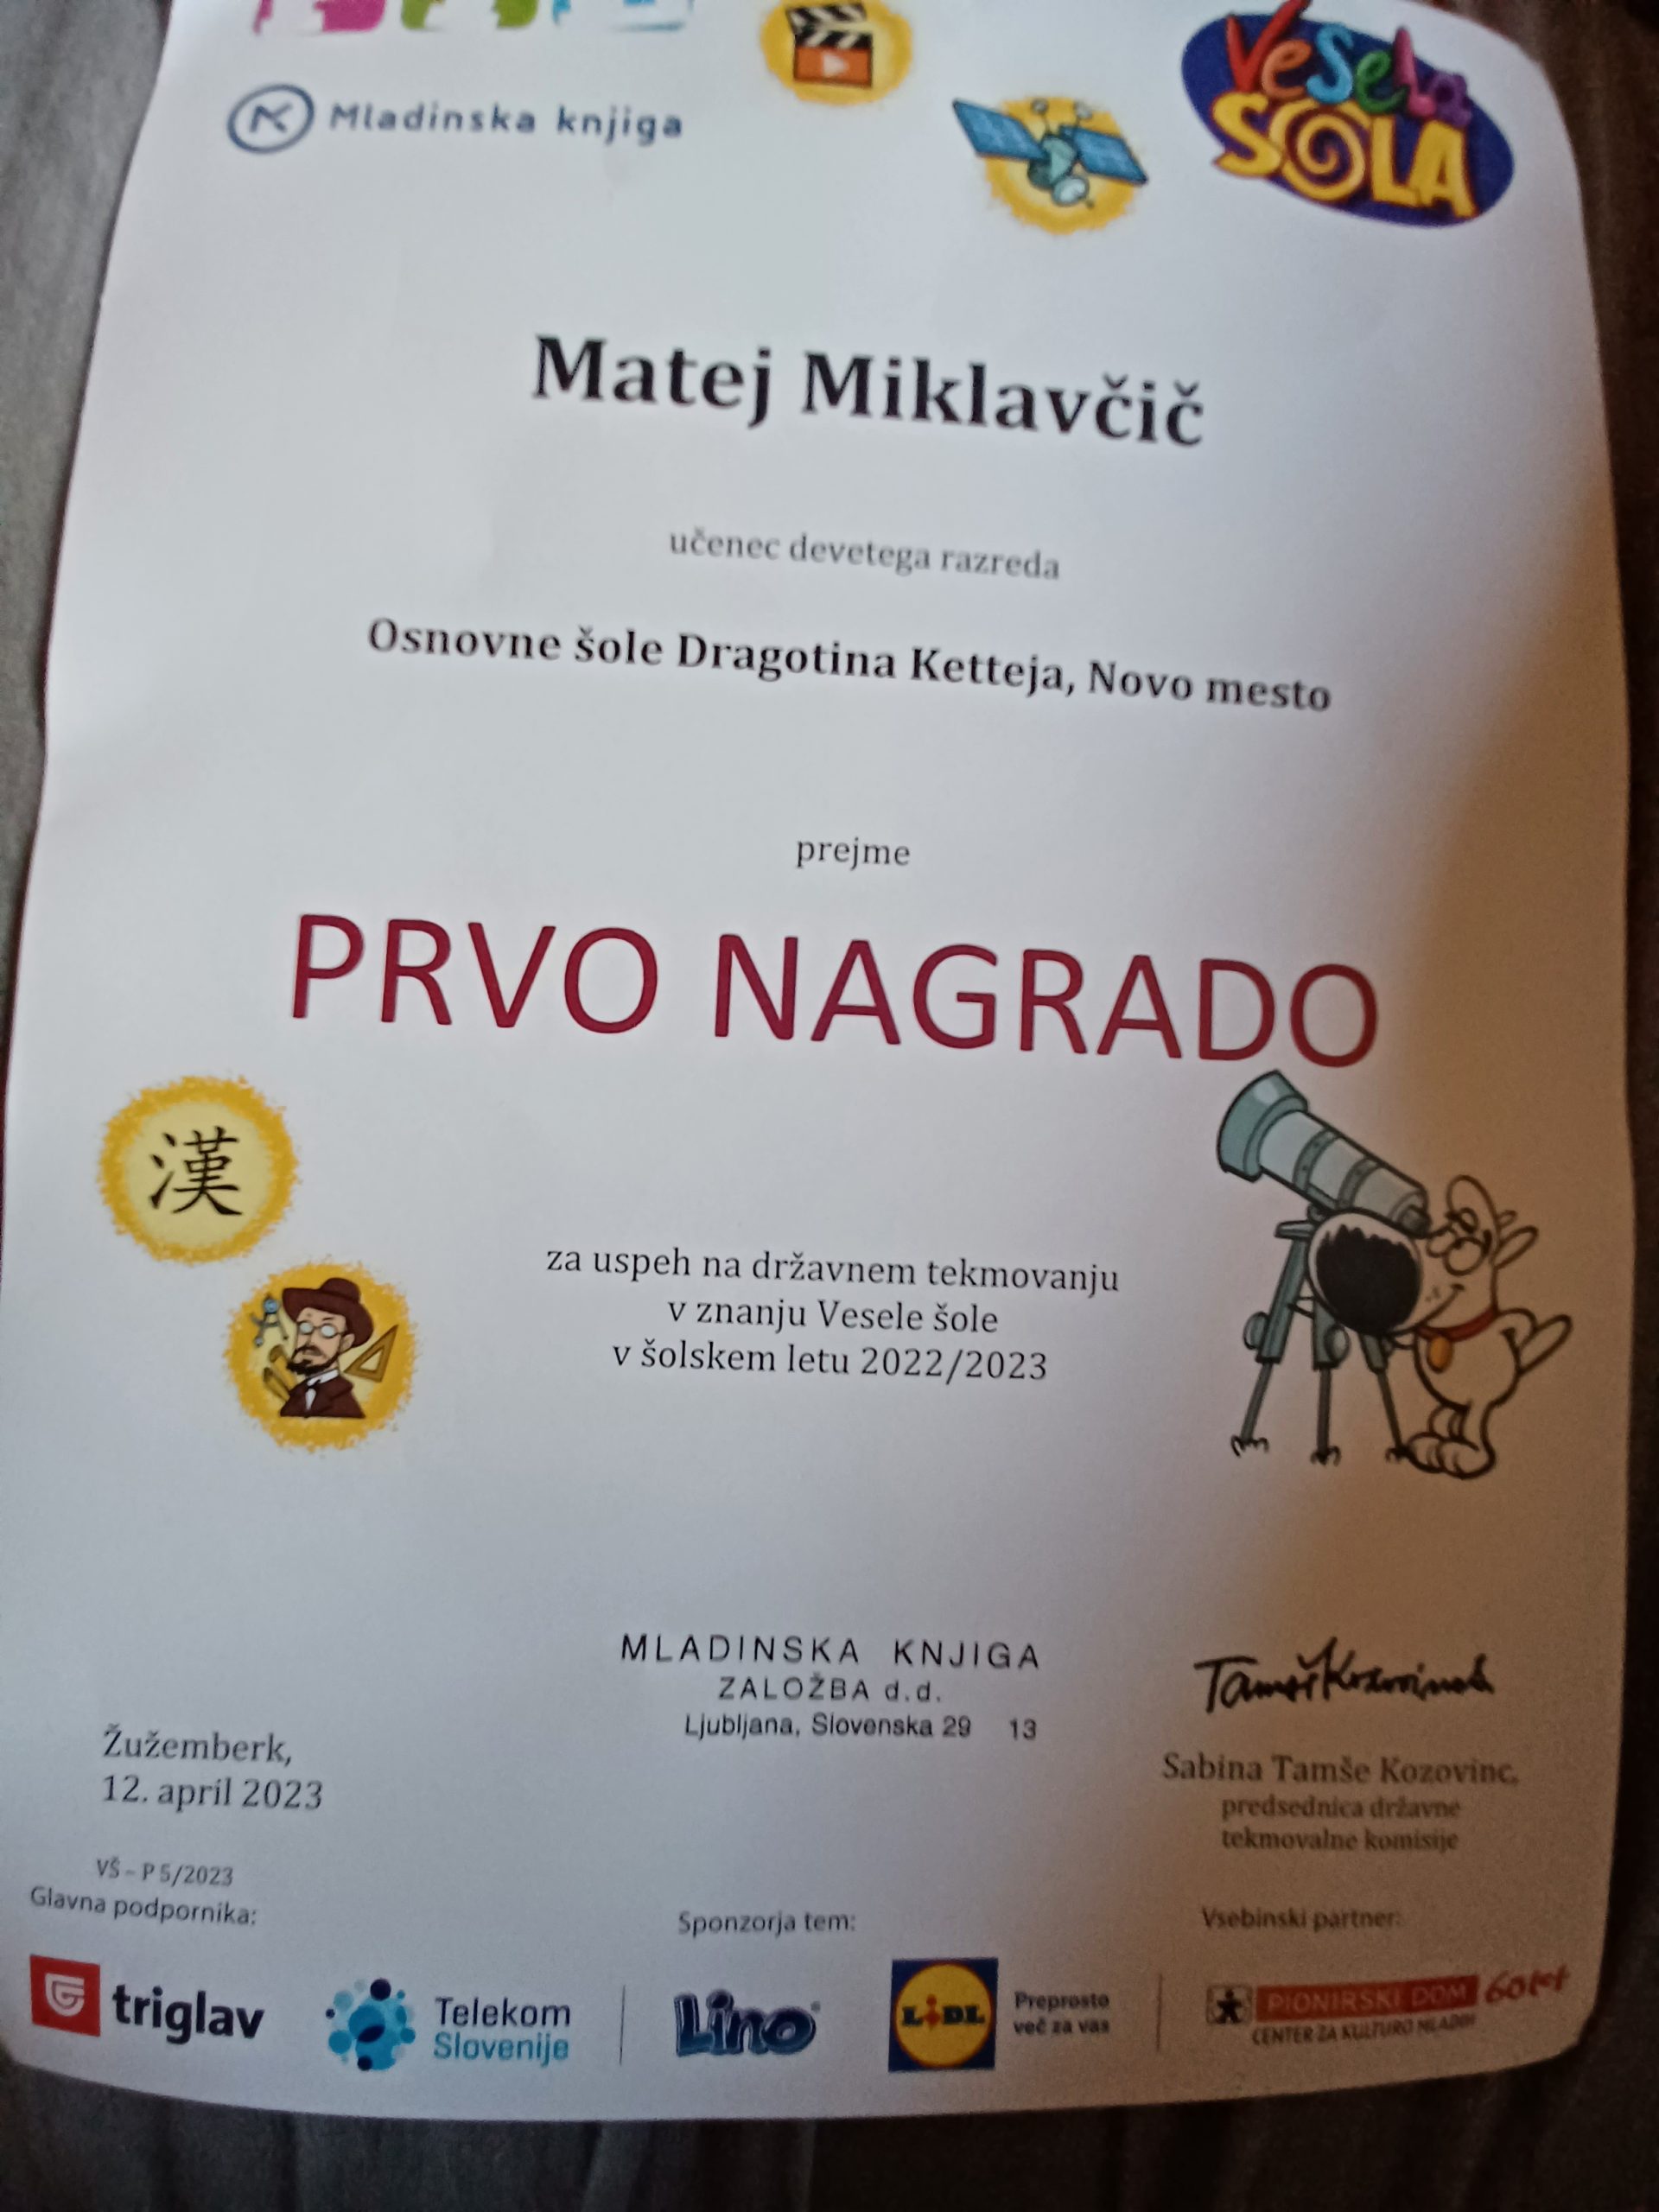 Mladinska knjiga
Vesela
ŠOLA
Matej Miklavčič
učenec devetega razreda
Osnovne šole Dragotina Ketteja, Novo mesto
prejme
PRVO NAGRADO
漢
za uspeh na državnem tekmovanju
v znanju Vesele šole
v šolskem letu 2022/2023
MLADINSKA KNJIGA
ZALOŽBA d.d.
Ljubljana, Slovenska 29 13
Žužemberk,
12. april 2023
Sabina Tamše Kozovinc,
predsednica državne
tekmovalne komisije
VŠ – P 5/2023
Glavna podpornika:
Sponzorja tem:
Vsebinski partner:
triglav
Telekom
Slovenije
Lino
LIDL
Preprosto
več za vas
PIONIRSKI DOM 60 let
CENTER ZA KULTURO MLADIH